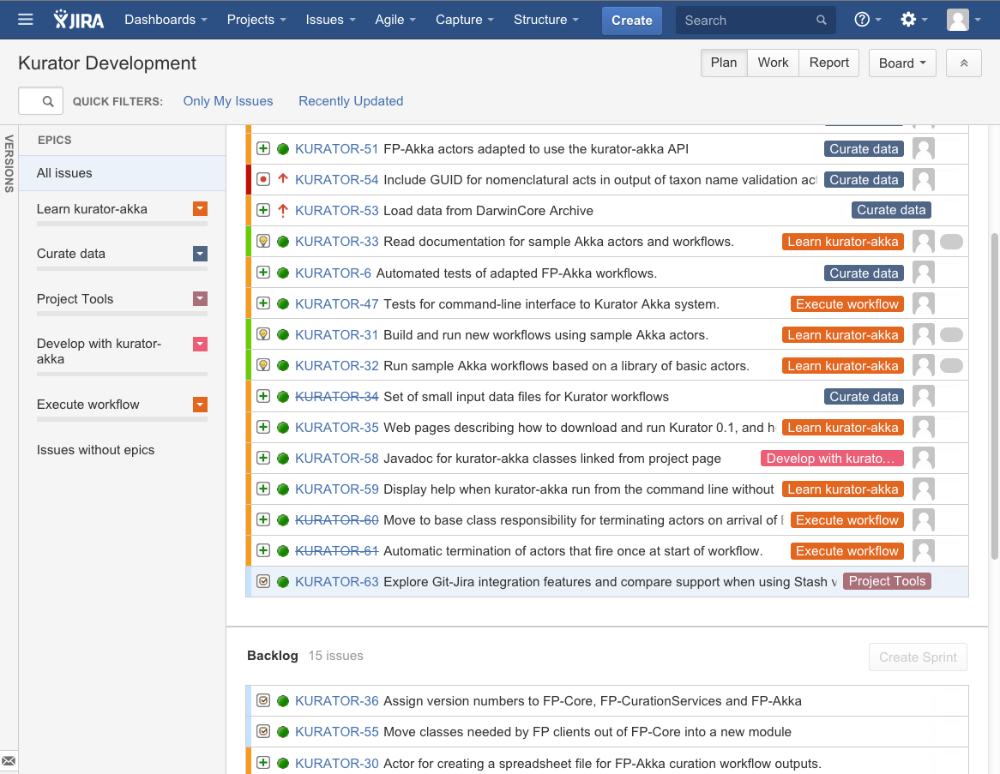 JIRA Dashboards Projects Issues Agile Capture Structure Create Search
Kurator Development Plan Work Report Board
QUICK FILTERS: Only My Issues Recently Updated
VERSIONS
EPICS
All issues
Learn kurator-akka
Curate data
Project Tools
Develop with kurator-
akka
Execute workflow
Issues without epics
KURATOR-51 FP-Akka actors adapted to use the kurator-akka API Curate data
KURATOR-54 Include GUID for nomenclatural acts in output of taxon name validation Curate data
KURATOR-53 Load data from DarwinCore Archive Curate data
KURATOR-33 Read documentation for sample Akka actors and workflows. Learn kurator-akka
KURATOR-6 Automated tests of adapted FP-Akka workflows. Curate data
KURATOR-47 Tests for command-line interface to Kurator Akka system. Execute workflow
KURATOR-31 Build and run new workflows using sample Akka actors. Learn kurator-akka
KURATOR-32 Run sample Akka workflows based on a library of basic actors. Learn kurator-akka
KURATOR-34 Set of small input data files for Kurator workflows Curate data
KURATOR-35 Web pages describing how to download and run Kurator 0.1, and Learn kurator-akka
KURATOR-58 Javadoc for kurator-akka classes linked from project page Develop with kurato...
KURATOR-59 Display help when kurator-akka run from the command line without Learn kurator-akka
KURATOR-60 Move to base class responsibility for terminating actors on arrival of Execute workflow
KURATOR-61 Automatic termination of actors that fire once at start of workflow. Execute workflow
KURATOR-63 Explore Git-Jira integration features and compare support when using Stash Project Tools
Backlog 15 issues Create Sprint
KURATOR-36 Assign version numbers to FP-Core, FP-CurationServices and FP-Akka
KURATOR-55 Move classes needed by FP clients out of FP-Core into a new module
KURATOR-30 Actor for creating a spreadsheet file for FP-Akka curation workflow outputs.